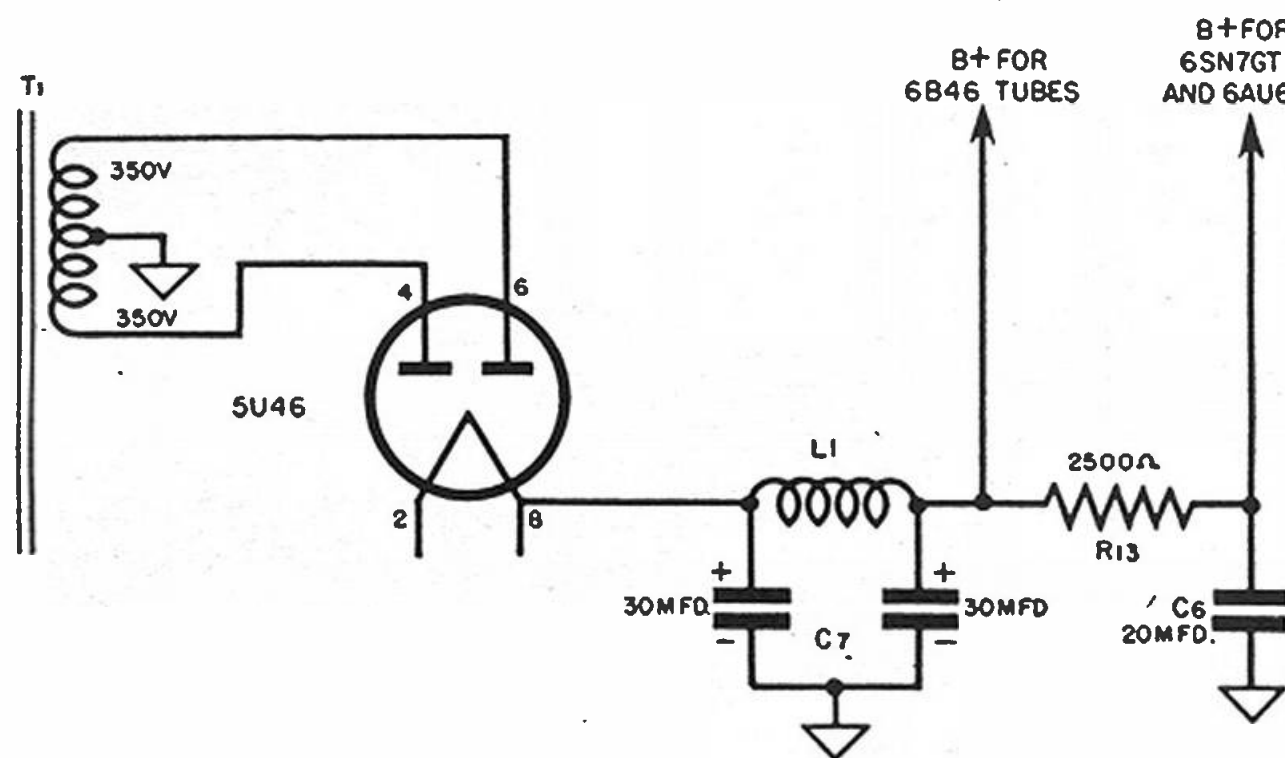 T1
B+ FOR
6B46 TUBES
B+ FOR
6SN7GT
AND 6AU6
350V
350V
4
6
5U46
2
8
L1
2500Ω
R13
+
30MFD.
-
C7
+
30MFD
-
C6
20MFD.